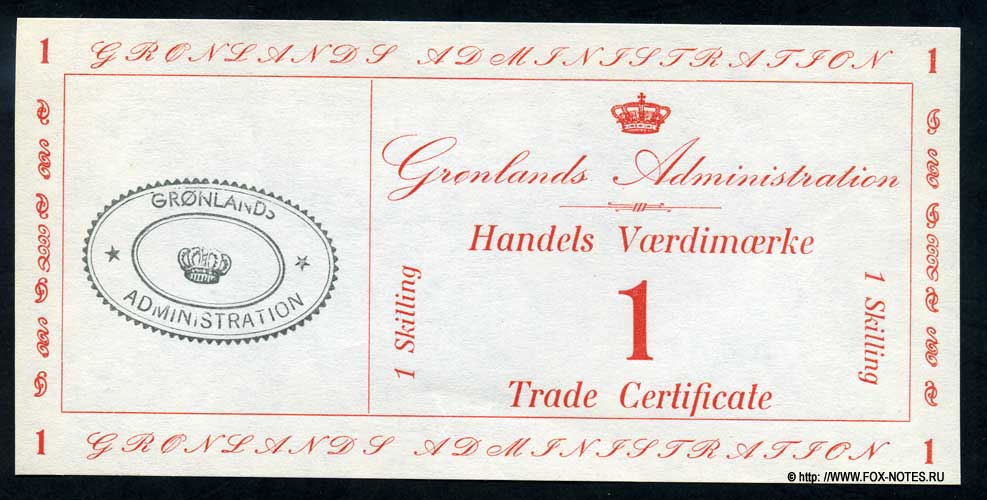 1 GRØNLANDS ADMINISTRATION 1
Grønlands Administration
Handels Værdimærke
1
1 Skilling
1 Skilling
Trade Certificate
GRØNLANDS
ADMINISTRATION
1 GRØNLANDS ADMINISTRATION 1
© http: //WWW.FOX-NOTES.RU